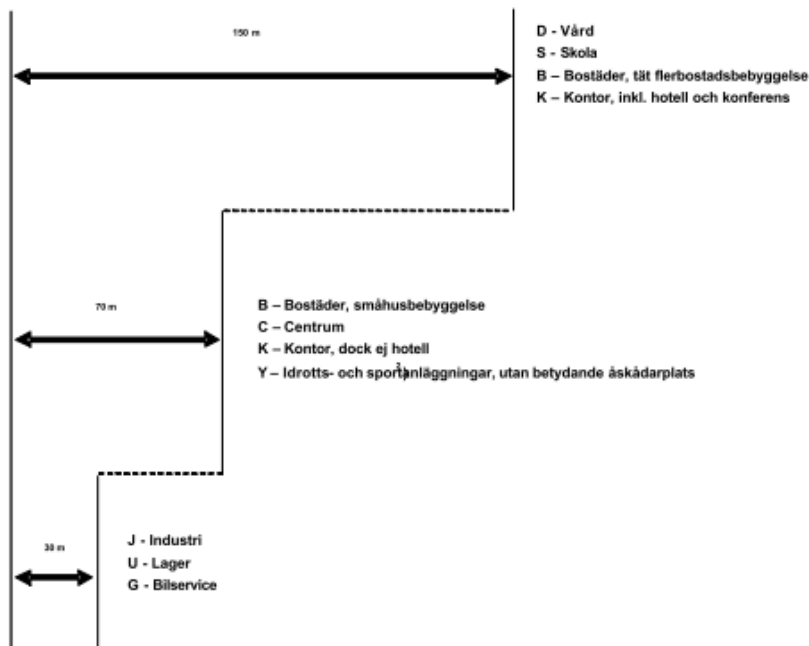 150 m
D - Vård
S - Skola
B – Bostäder, tät flerbostadsbebyggelse
K – Kontor, inkl. hotell och konferens
70 m
B – Bostäder, småhusbebyggelse
C – Centrum
K – Kontor, dock ej hotell
Y – Idrotts- och sportanläggningar, utan betydande åskådarplats
30 m
J - Industri
U - Lager
G - Bilservice